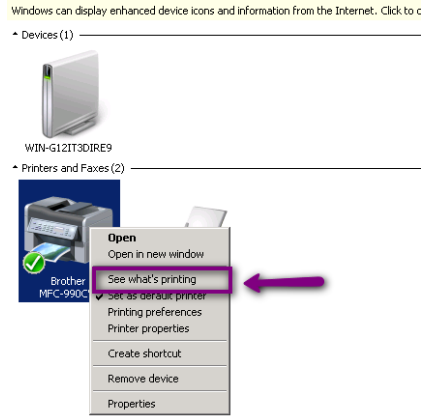 Windows can display enhanced device icons and information from the Internet. Click to
Devices (1)
WIN-G12IT3DIRE9
Printers and Faxes (2)
Brother
MFC-990C
Open
Open in new window
See what's printing
Set as default printer
Printing preferences
Printer properties
Create shortcut
Remove device
Properties